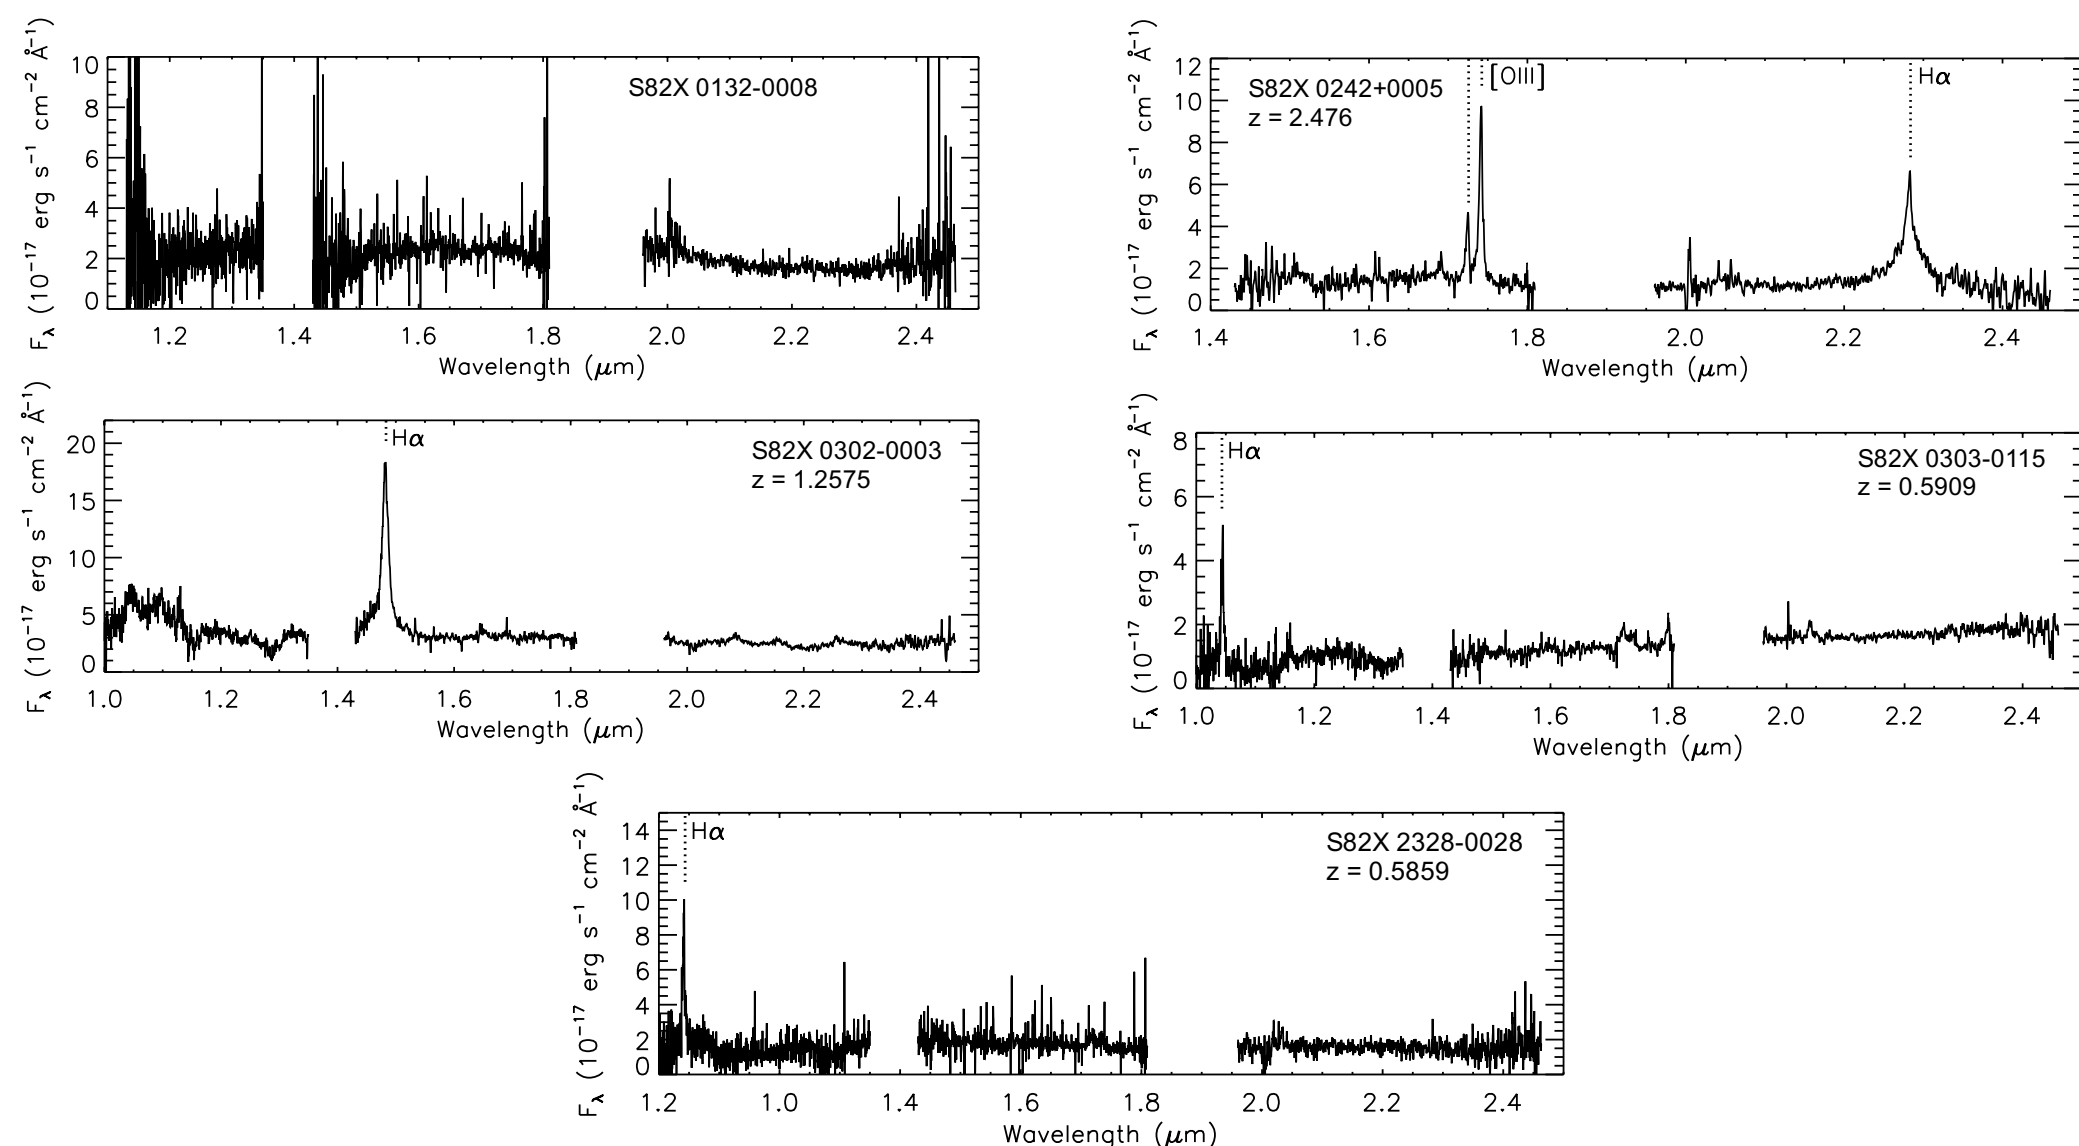 F_λ (10⁻¹⁷ erg s⁻¹ cm⁻² Å⁻¹)
10
8
6
4
2
0
S82X 0132-0008
1.2 1.4 1.6 1.8 2.0 2.2 2.4
Wavelength (μm)
F_λ (10⁻¹⁷ erg s⁻¹ cm⁻² Å⁻¹)
12
10
8
6
4
2
0
S82X 0242+0005
z = 2.476
[OIII]
Hα
1.4 1.6 1.8 2.0 2.2 2.4
Wavelength (μm)
F_λ (10⁻¹⁷ erg s⁻¹ cm⁻² Å⁻¹)
20
15
10
5
0
Hα
S82X 0302-0003
z = 1.2575
1.0 1.2 1.4 1.6 1.8 2.0 2.2 2.4
Wavelength (μm)
F_λ (10⁻¹⁷ erg s⁻¹ cm⁻² Å⁻¹)
8
6
4
2
0
Hα
S82X 0303-0115
z = 0.5909
1.0 1.2 1.4 1.6 1.8 2.0 2.2 2.4
Wavelength (μm)
F_λ (10⁻¹⁷ erg s⁻¹ cm⁻² Å⁻¹)
14
12
10
8
6
4
2
0
Hα
S82X 2328-0028
z = 0.5859
1.2 1.0 1.4 1.6 1.8 2.0 2.2 2.4
Wavelength (μm)